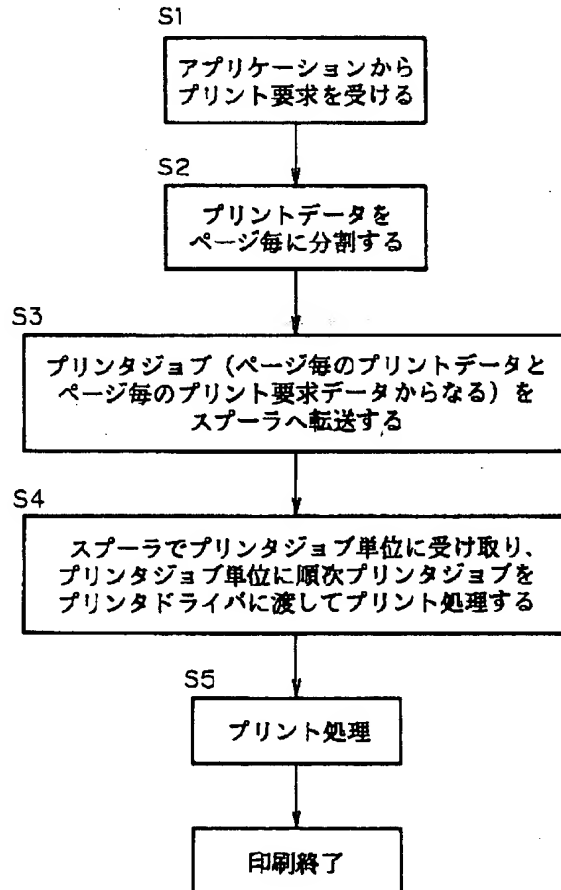 S1
アプリケーションから
プリント要求を受ける
S2
プリントデータを
ページ毎に分割する
S3
プリンタジョブ(ページ毎のプリントデータと
ページ毎のプリント要求データからなる)を
スプーラへ転送する
S4
スプーラでプリンタジョブ単位に受け取り、
プリンタジョブ単位に順次プリンタジョブを
プリンタドライバに渡してプリント処理する
S5
プリント処理
印刷終了